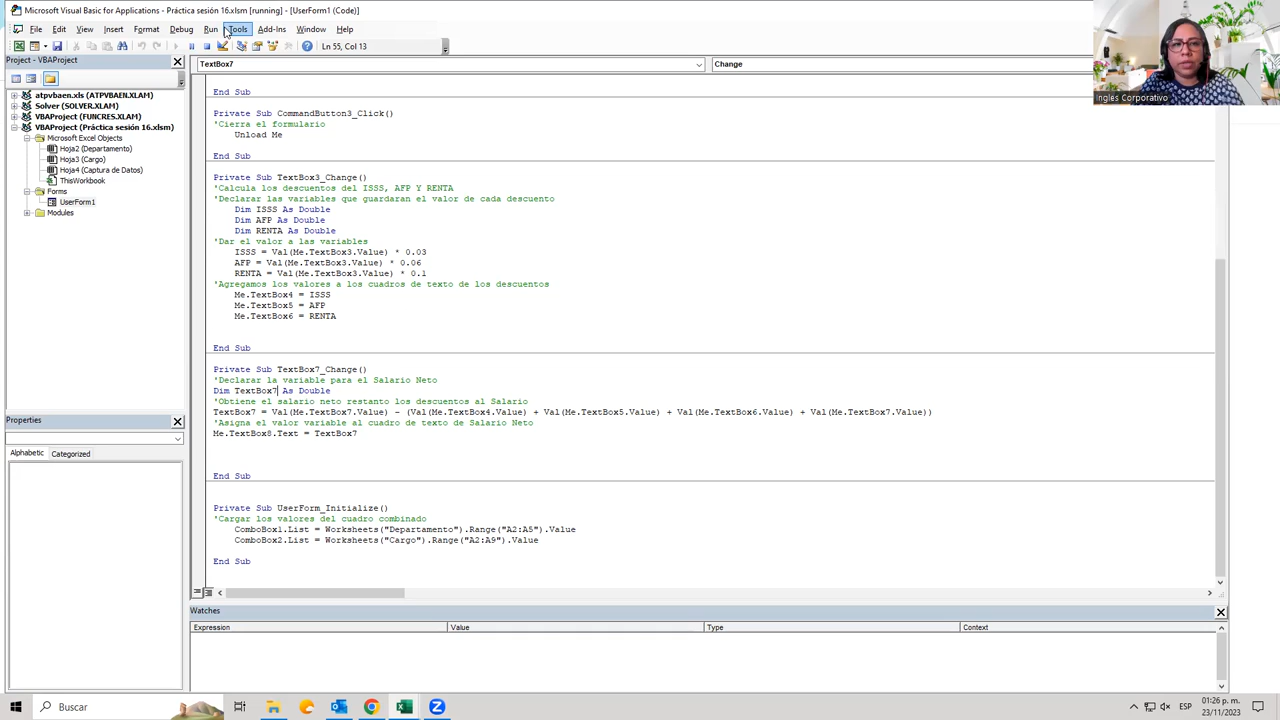 Microsoft Visual Basic for Applications - Práctica sesión 16.xlsm [running] - [UserForm1 (Code)]
File Edit View Insert Format Debug Run Tools Add-Ins Window Help
Ln 55, Col 13
Project - VBAProject
TextBox7
Change
atpvbaen.xls (ATPVBAEN.XLAM)
Solver (SOLVER.XLAM)
VBAProject (FUNCRES.XLAM)
VBAProject (Práctica sesión 16.xlsm)
Microsoft Excel Objects
Hoja2 (Departamento)
Hoja3 (Cargo)
Hoja4 (Captura de Datos)
ThisWorkbook
Forms
UserForm1
Modules
Properties
Alphabetic Categorized
End Sub
Private Sub CommandButton3_Click()
'Cierra el formulario
Unload Me
End Sub
Private Sub TextBox3_Change()
'Calcula los descuentos del ISSS, AFP Y RENTA
'Declarar las variables que guardaran el valor de cada descuento
Dim ISSS As Double
Dim AFP As Double
Dim RENTA As Double
'Dar el valor a las variables
ISSS = Val(Me.TextBox3.Value) * 0.03
AFP = Val(Me.TextBox3.Value) * 0.06
RENTA = Val(Me.TextBox3.Value) * 0.1
'Agregamos los valores a los cuadros de texto de los descuentos
Me.TextBox4 = ISSS
Me.TextBox5 = AFP
Me.TextBox6 = RENTA
End Sub
Private Sub TextBox7_Change()
'Declarar la variable para el Salario Neto
Dim TextBox7 As Double
'Obtiene el salario neto restanto los descuentos al Salario
TextBox7 = Val(Me.TextBox7.Value) - (Val(Me.TextBox4.Value) + Val(Me.TextBox5.Value) + Val(Me.TextBox6.Value) + Val(Me.TextBox7.Value))
'Asigna el valor variable al cuadro de texto de Salario Neto
Me.TextBox8.Text = TextBox7
End Sub
Private Sub UserForm_Initialize()
'Cargar los valores del cuadro combinado
ComboBox1.List = Worksheets("Departamento").Range("A2:A5").Value
ComboBox2.List = Worksheets("Cargo").Range("A2:A9").Value
End Sub
Watches
Expression Value Type Context
Ingles Corporativo
Buscar
ESP
01:26 p. m.
23/11/2023